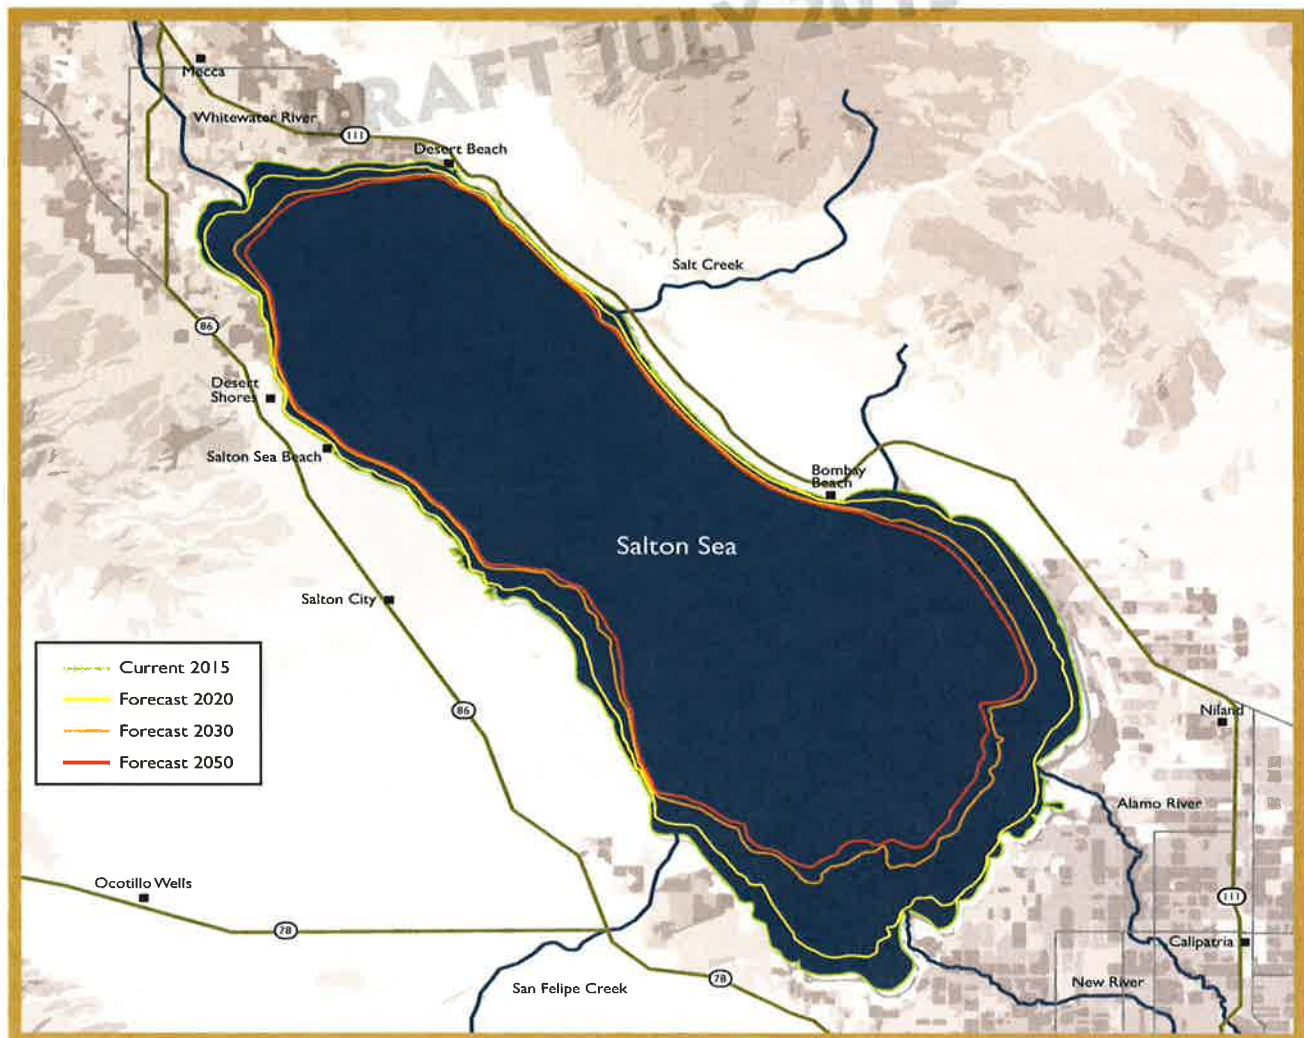 DRAFT JULY 2015
Mecca
Whitewater River
111
Desert Beach
Salt Creek
86
Desert
Shores
Salton Sea Beach
Bombay
Beach
Salton Sea
Salton City
Current 2015
Forecast 2020
Forecast 2030
Forecast 2050
86
Niland
Alamo River
Ocotillo Wells
111
78
Calipatria
78
San Felipe Creek
New River